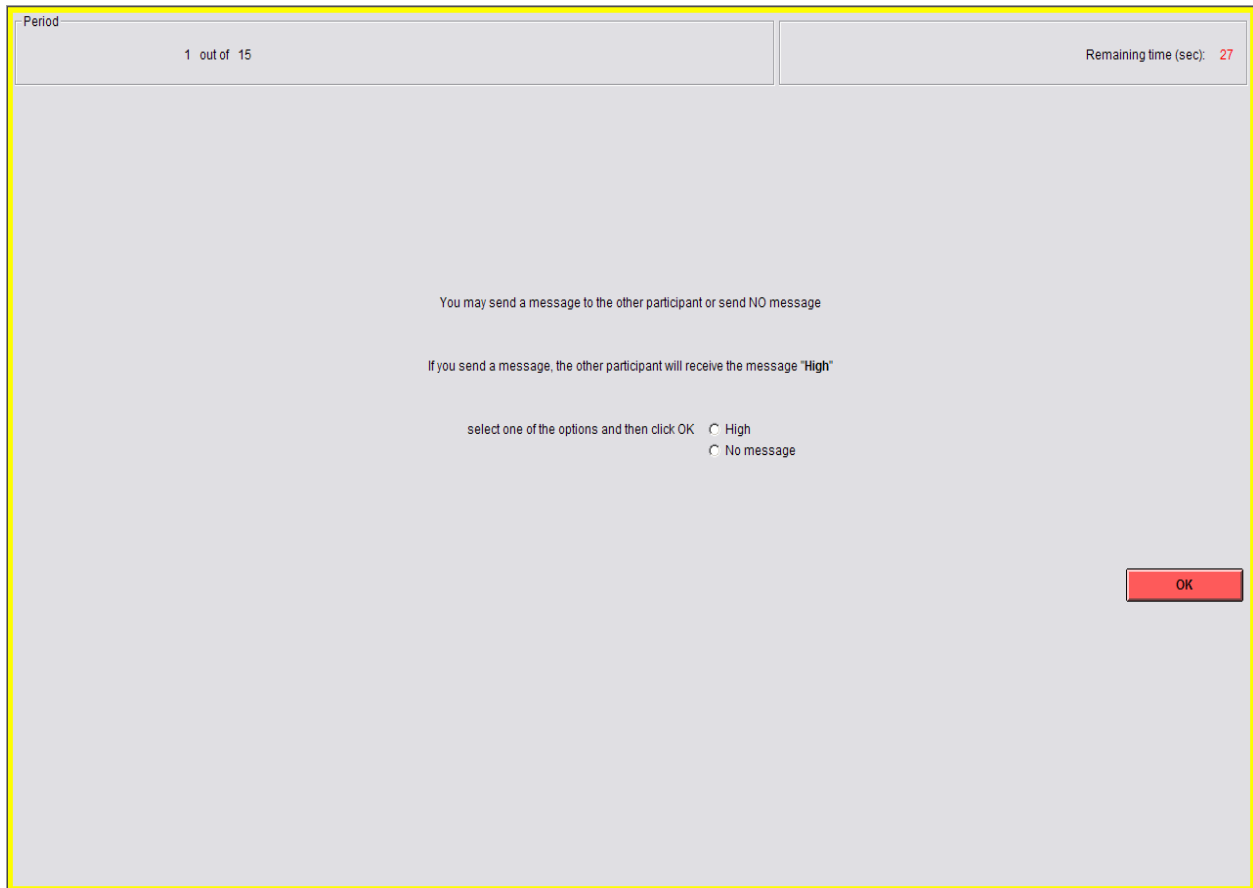 Period
1 out of 15
Remaining time (sec): 27
You may send a message to the other participant or send NO message
If you send a message, the other participant will receive the message "High"
select one of the options and then click OK
High
No message
OK